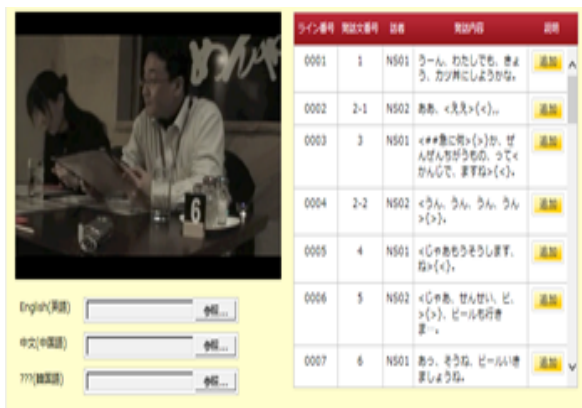 ライン番号 発話文番号 話者 発話内容 説明
0001 1 NS01 うーん、わたしでも、きょ 追加
う、カツ丼にしようかな。
0002 2-1 NS02 ああ、<ええ>{<},, 追加
0003 3 NS01 <##急に何>{>}か、ぜ 追加
んぜんちがうもの、って<
かんじで、ますね>{<}。
0004 2-2 NS02 <うん、うん、うん、うん 追加
>{>}。
0005 4 NS01 <じゃあもうそうします、 追加
ね>{<}。
0006 5 NS02 <じゃあ、せんせい、ビ、 追加
>{>}、ビールも行き
ま…。
0007 6 NS01 あっ、そうね、ビールいき 追加
ましょうね。
6
English(英語) 参照...
中文(中国語) 参照...
???(韓国語) 参照...